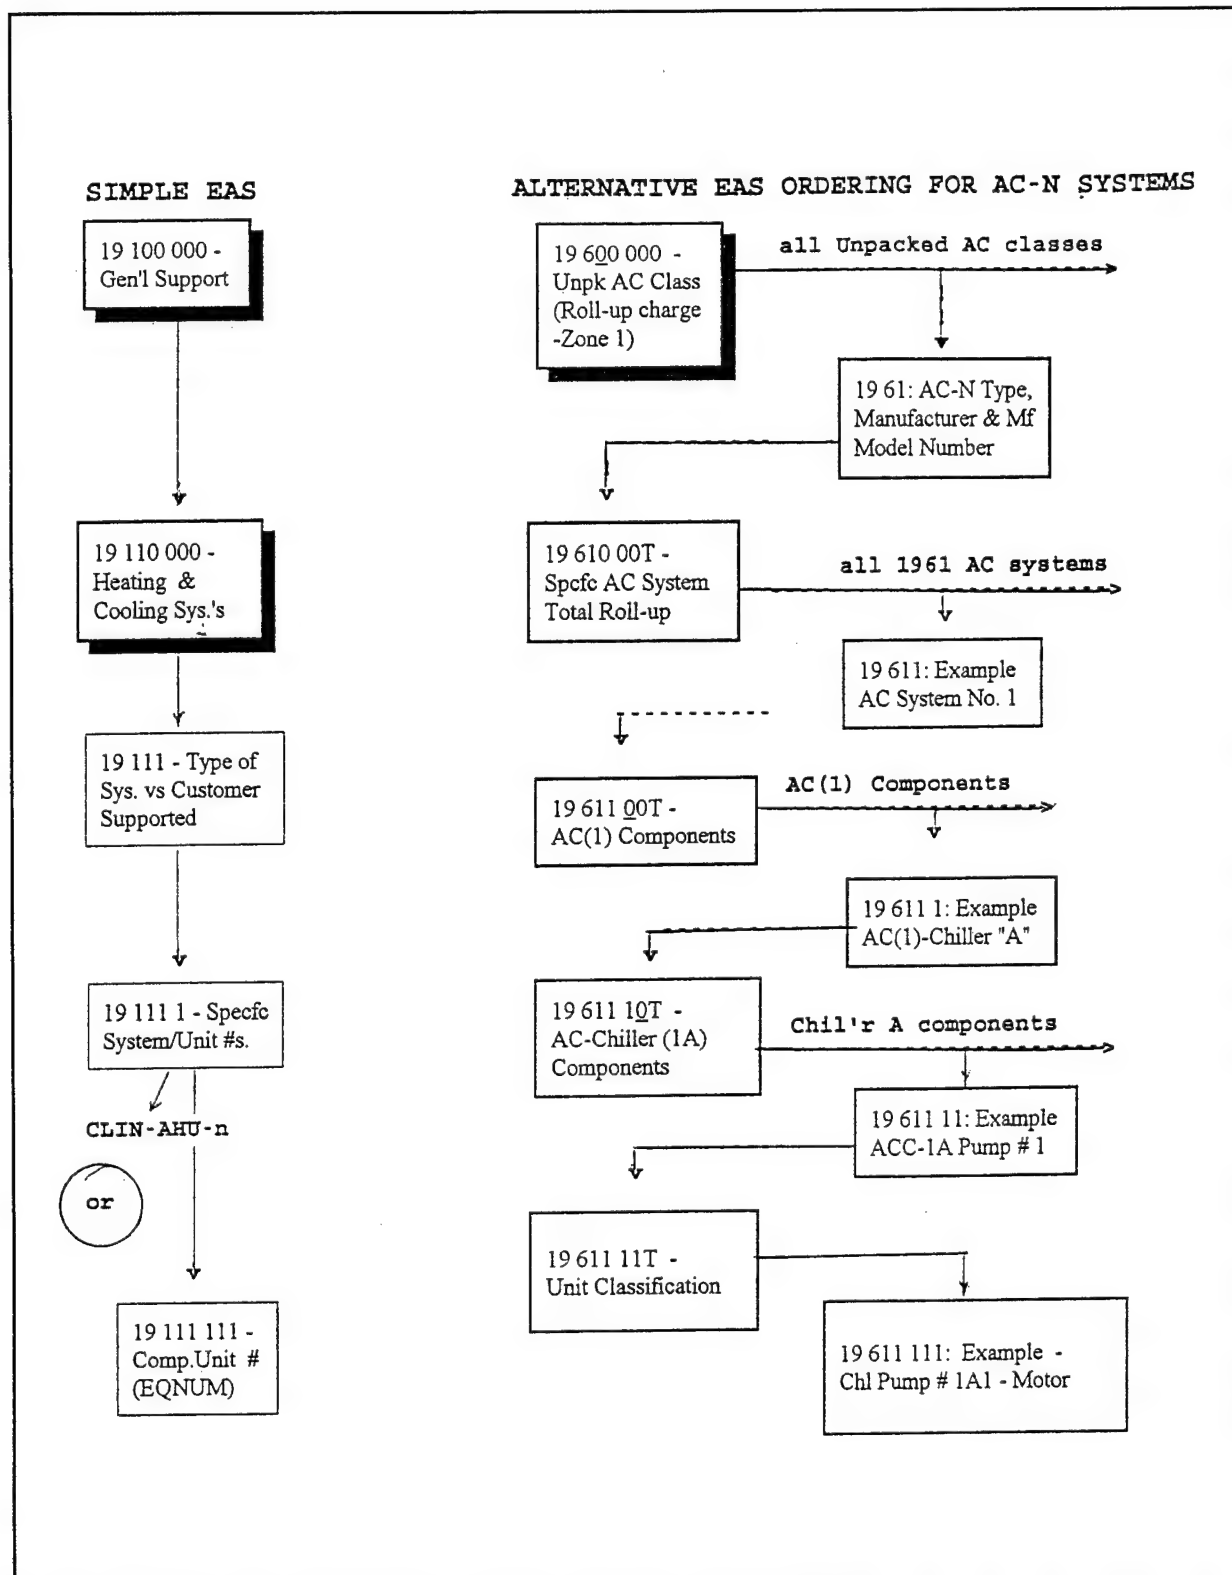 SIMPLE EAS
19 100 000 -
Gen'l Support
19 110 000 -
Heating &
Cooling Sys.'s
19 111 - Type of
Sys. vs Customer
Supported
19 111 1 - Specfc
System/Unit #s.
CLIN-AHU-n
or
19 111 111 -
Comp.Unit #
(EQNUM)
ALTERNATIVE EAS ORDERING FOR AC-N SYSTEMS
19 600 000 -
Unpk AC Class
(Roll-up charge
-Zone 1)
all Unpacked AC classes
19 61: AC-N Type,
Manufacturer & Mf
Model Number
19 610 00T -
Spcfc AC System
Total Roll-up
all 1961 AC systems
19 611: Example
AC System No. 1
19 611 00T -
AC(1) Components
AC(1) Components
19 611 1: Example
AC(1)-Chiller "A"
19 611 10T -
AC-Chiller (1A)
Components
Chil'r A components
19 611 11: Example
ACC-1A Pump # 1
19 611 11T -
Unit Classification
19 611 111: Example -
Chl Pump # 1A1 - Motor